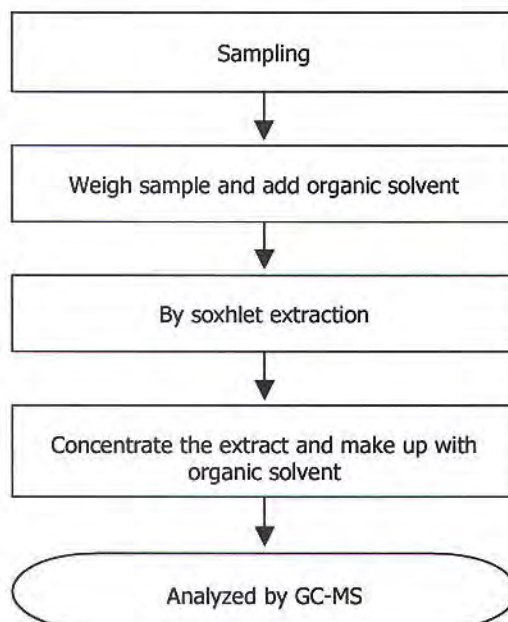 Sampling
Weigh sample and add organic solvent
By soxhlet extraction
Concentrate the extract and make up with
organic solvent
Analyzed by GC-MS